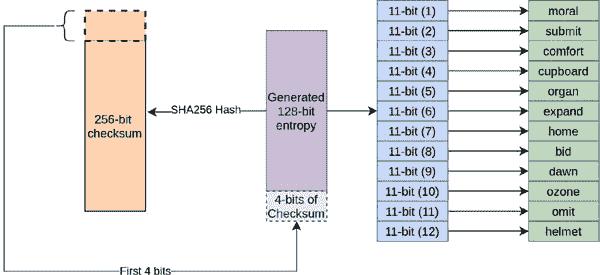 256-bit
checksum
SHA256 Hash
Generated
128-bit
entropy
4-bits of
Checksum
First 4 bits
11-bit (1) moral
11-bit (2) submit
11-bit (3) comfort
11-bit (4) cupboard
11-bit (5) organ
11-bit (6) expand
11-bit (7) home
11-bit (8) bid
11-bit (9) dawn
11-bit (10) ozone
11-bit (11) omit
11-bit (12) helmet